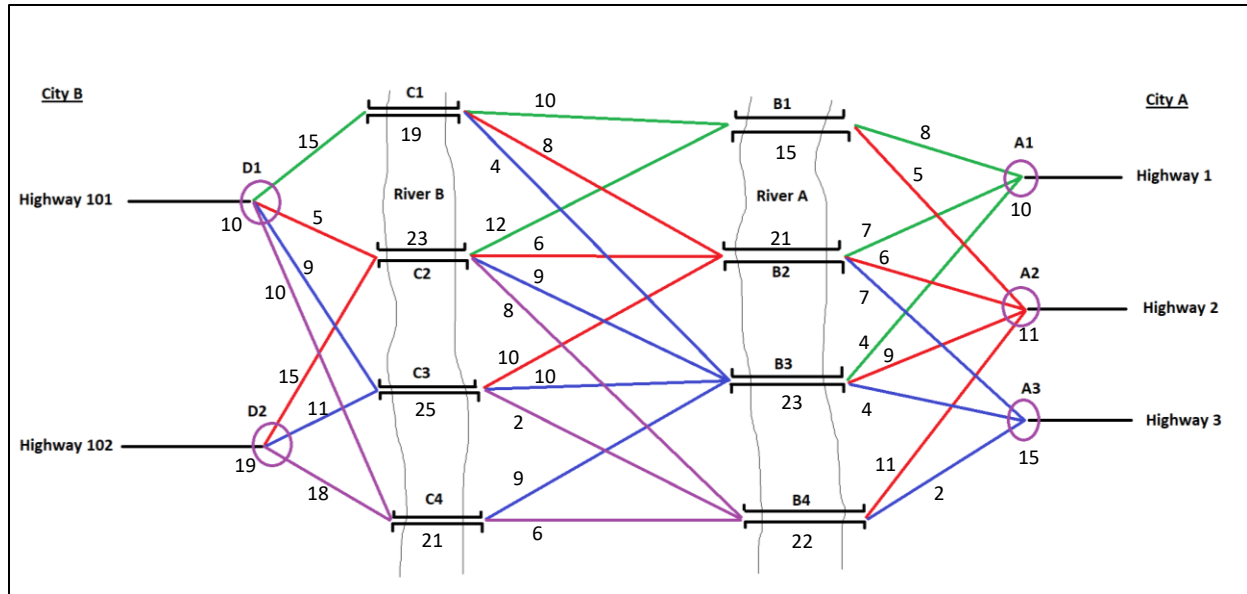 City B
City A
C1
B1
10
19
15
15
8
8
4
5
A1
D1
Highway 101
10
River B
River A
10
Highway 1
5
12
7
23
C2
6
21
B2
6
9
9
10
8
7
A2
11
Highway 2
4
9
10
10
C3
25
B3
23
15
11
2
4
A3
15
Highway 3
D2
Highway 102
19
18
9
11
2
C4
21
6
B4
22